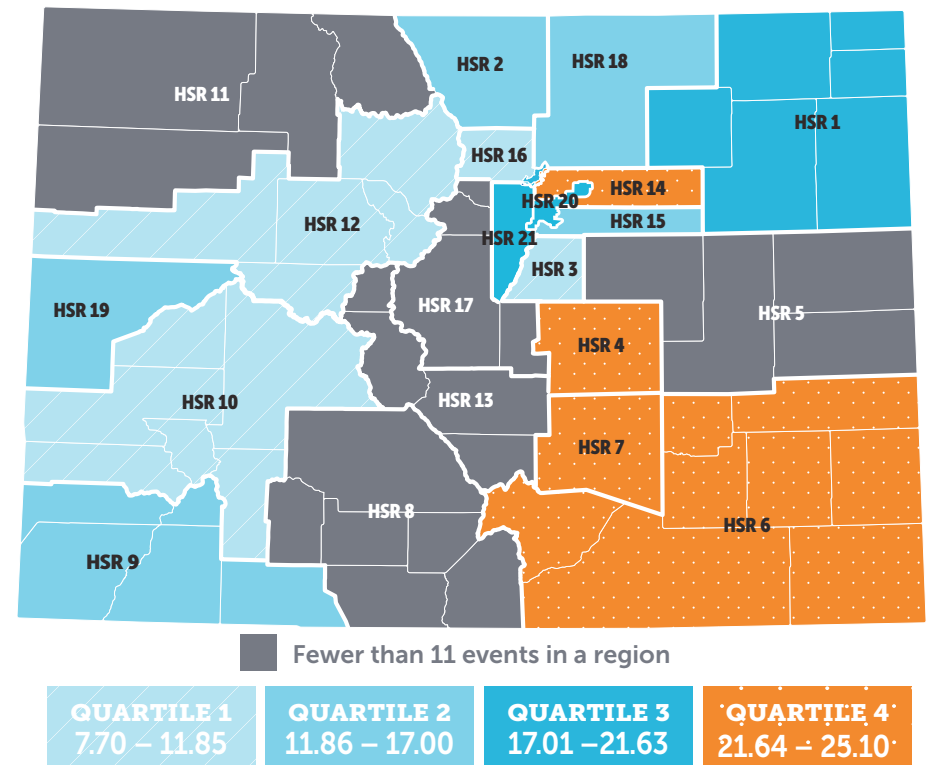 HSR 2
HSR 18
HSR 11
HSR 1
HSR 16
HSR 14
HSR 20
HSR 12
HSR 15
HSR 21
HSR 3
HSR 17
HSR 19
HSR 5
HSR 4
HSR 13
HSR 10
HSR 7
HSR 8
HSR 6
HSR 9
Fewer than 11 events in a region
QUARTILE 1
7.70 – 11.85
QUARTILE 2
11.86 – 17.00
QUARTILE 3
17.01 –21.63
QUARTILE 4
21.64 – 25.10